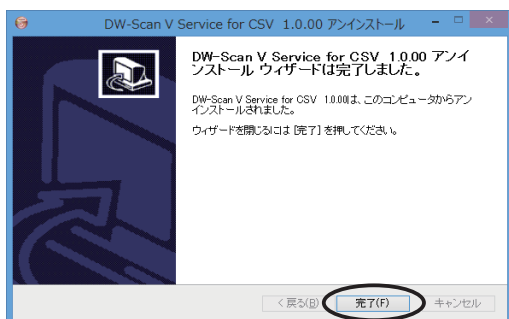 DW-Scan V Service for CSV 1.0.00 アンインストール
DW-Scan V Service for CSV 1.0.00 アンイ
ンストール ウィザードは完了しました。
DW-Scan V Service for CSV 1.0.00は、このコンピュータからアン
インストールされました。
ウィザードを閉じるには [完了] を押してください。
< 戻る(B)
完了(F)
キャンセル